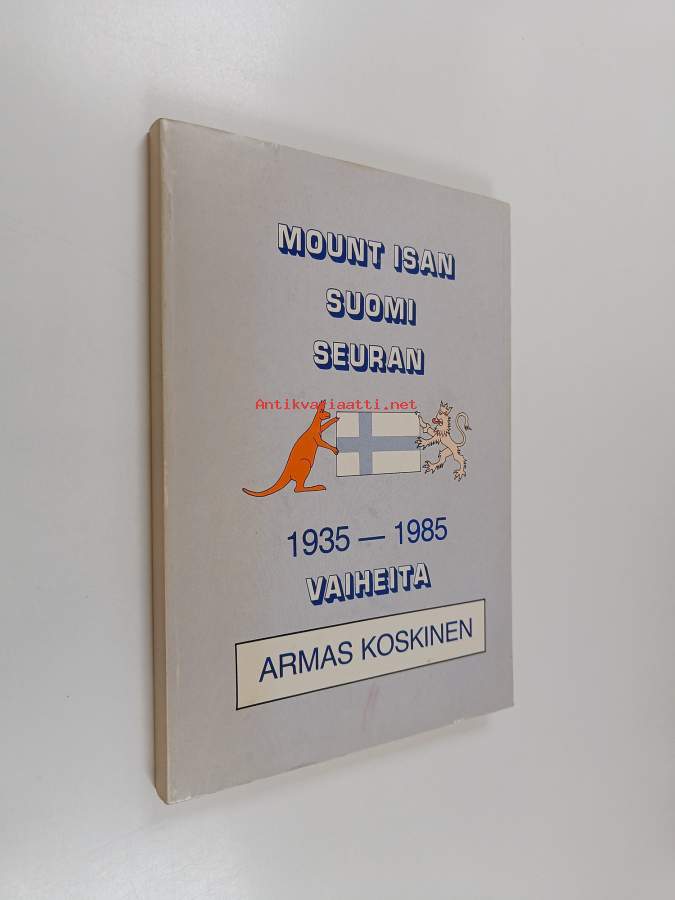 MOUNT ISAN
SUOMI
SEURAN
Antikvariaatti.net
1935 — 1985
VAIHEITA
ARMAS KOSKINEN